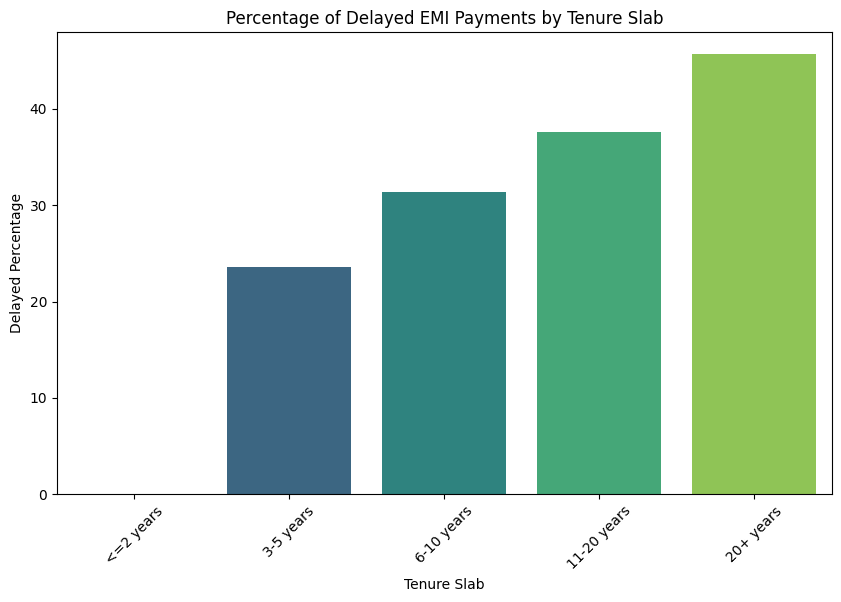 Percentage of Delayed EMI Payments by Tenure Slab
Delayed Percentage
40
30
20
10
0
<=2 years
3-5 years
6-10 years
11-20 years
20+ years
Tenure Slab